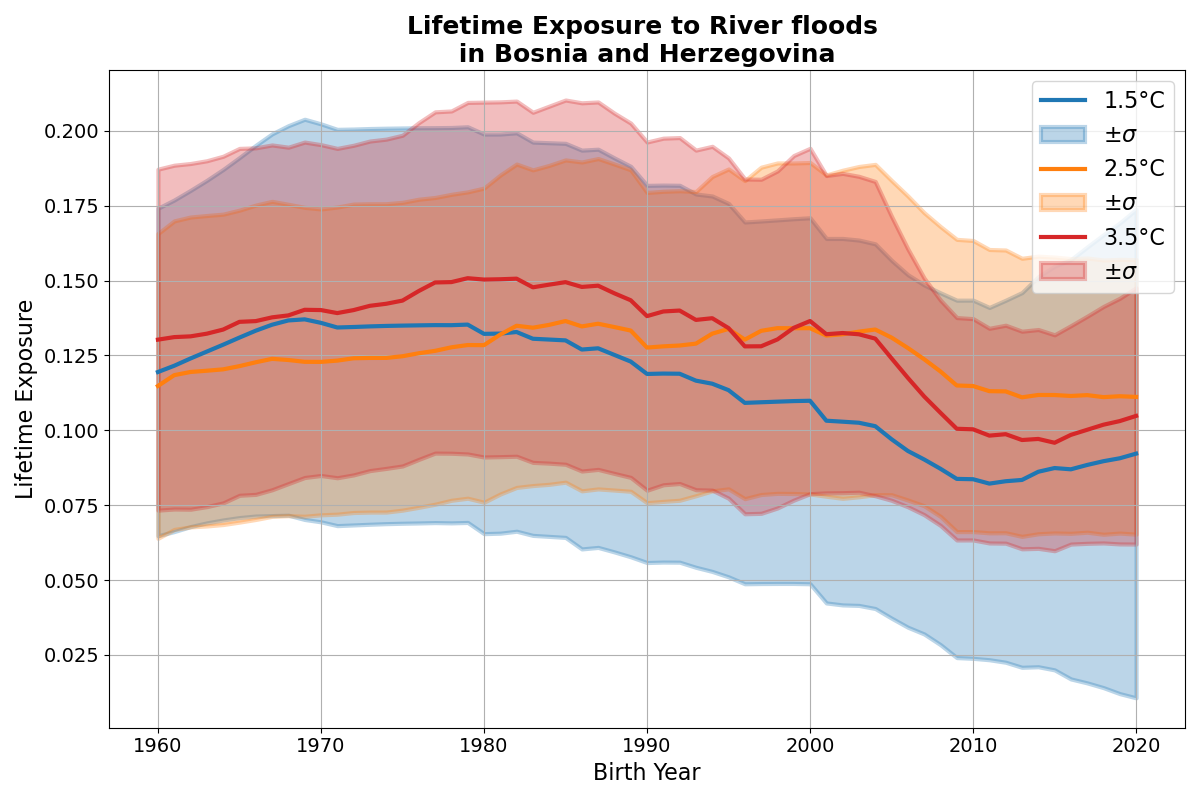 Lifetime Exposure to River floods
in Bosnia and Herzegovina
1.5°C
±σ
2.5°C
±σ
3.5°C
±σ
Lifetime Exposure
0.200
0.175
0.150
0.125
0.100
0.075
0.050
0.025
1960 1970 1980 1990 2000 2010 2020
Birth Year